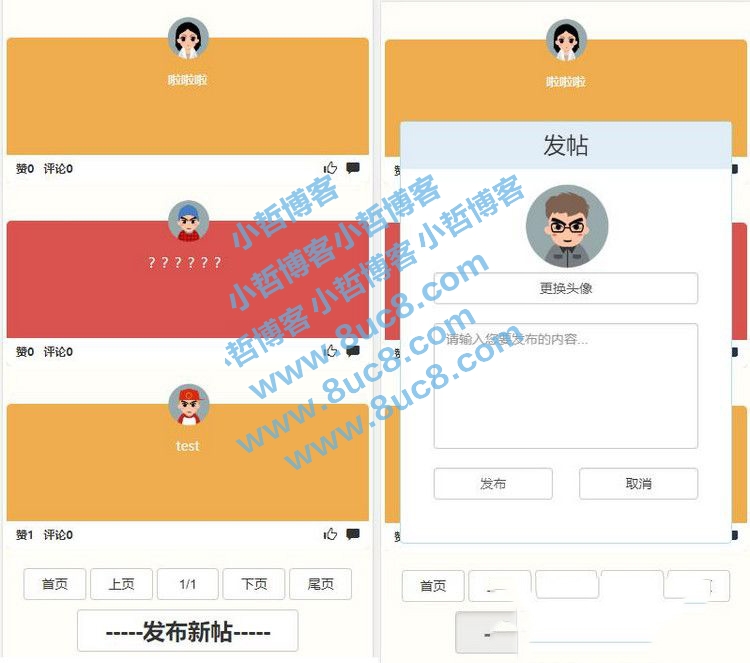 啦啦啦
赞0 评论0
? ? ? ? ? ?
赞0 评论0
test
赞1 评论0
首页 上页 1/1 下页 尾页
-----发布新帖-----
啦啦啦
发帖
更换头像
请输入您要发布的内容...
发布 取消
首页
小哲博客小哲博客
小哲博客小哲博客小哲博客
哲博客
www.8uc8.com
www.8uc8.com
www.8uc8.com